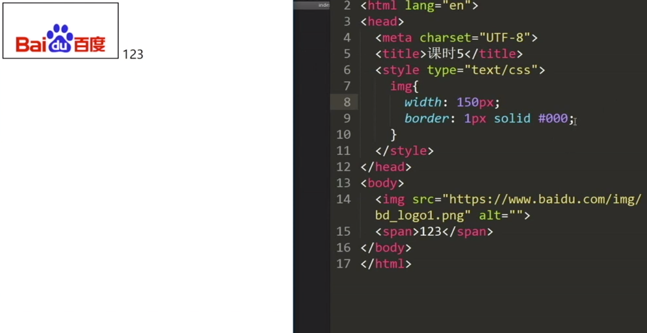 Bai du 百度
123
2 <html lang="en">
3 <head>
4 <meta charset="UTF-8">
5 <title>课时5</title>
6 <style type="text/css">
7 img{
8 width: 150px;
9 border: 1px solid #000;
10 }
11 </style>
12 </head>
13 <body>
14 <img src="https://www.baidu.com/img/
bd_logo1.png" alt="">
15 <span>123</span>
16 </body>
17 </html>